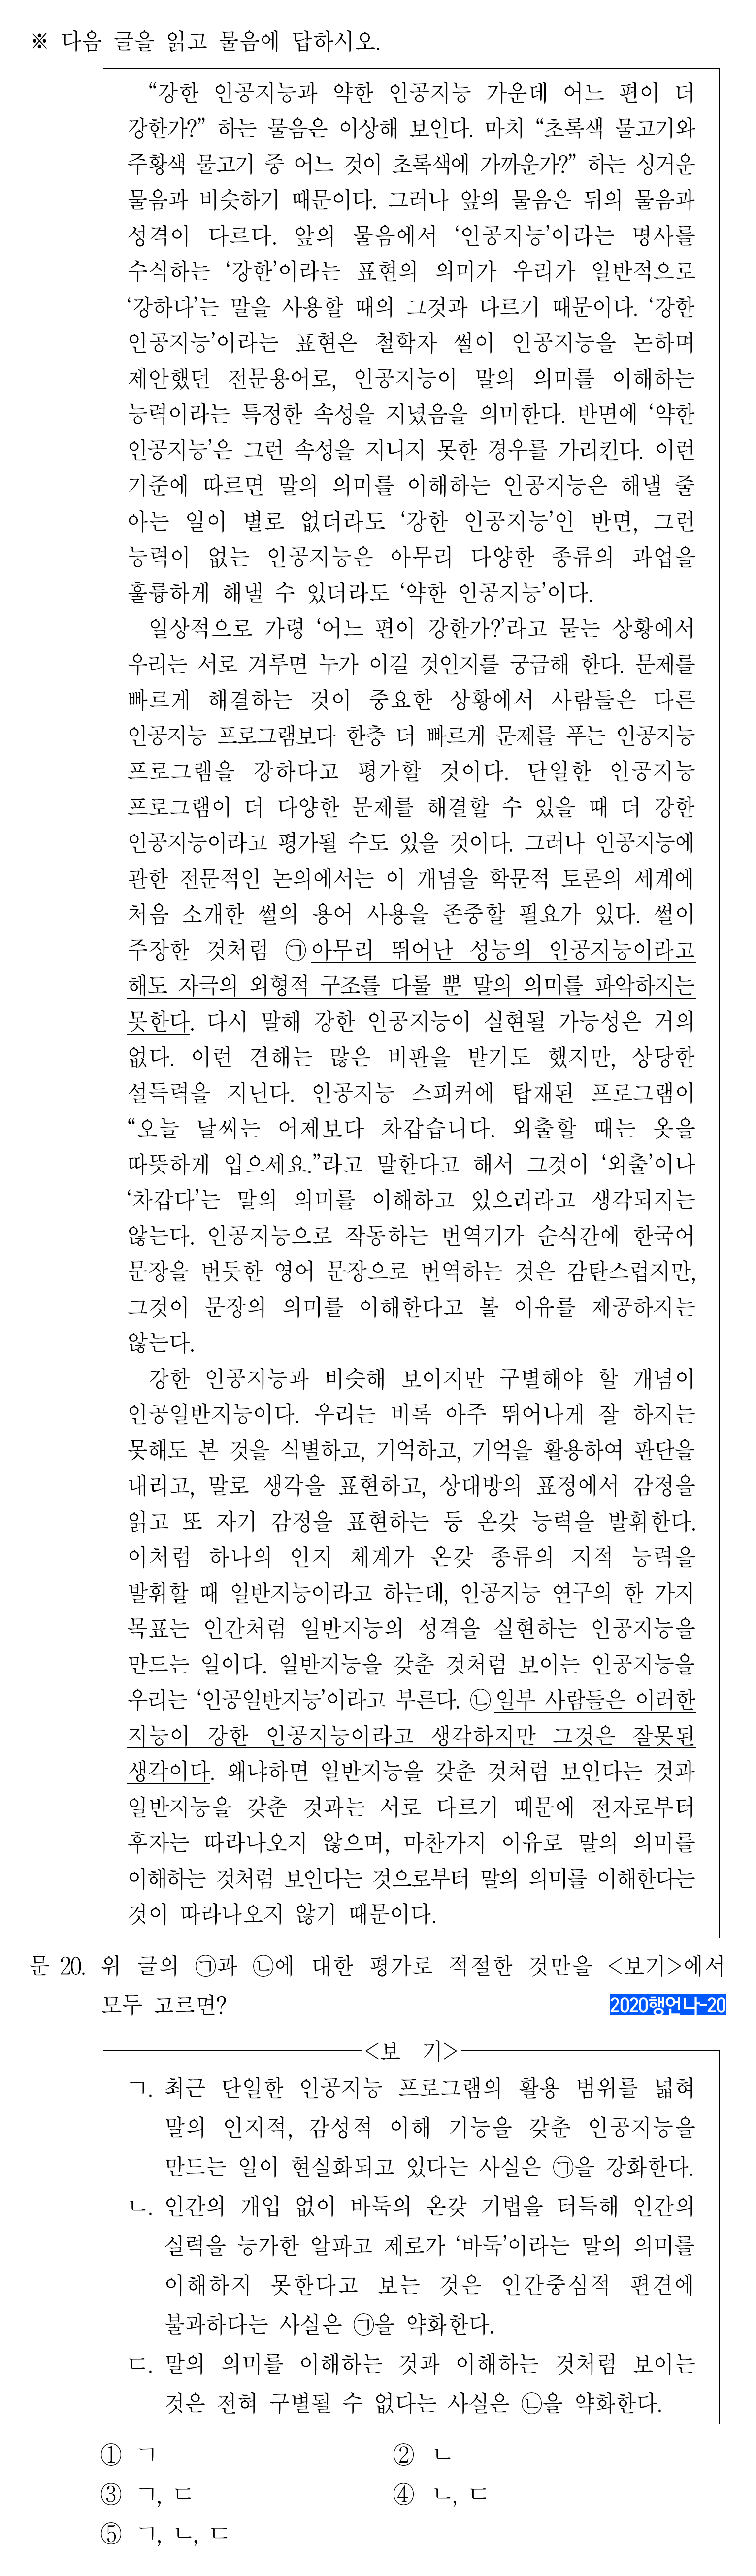 ※ 다음 글을 읽고 물음에 답하시오.
“강한 인공지능과 약한 인공지능 가운데 어느 편이 더
강한가?” 하는 물음은 이상해 보인다. 마치 “초록색 물고기와
주황색 물고기 중 어느 것이 초록색에 가까운가?” 하는 싱거운
물음과 비슷하기 때문이다. 그러나 앞의 물음은 뒤의 물음과
성격이 다르다. 앞의 물음에서 ‘인공지능’이라는 명사를
수식하는 ‘강한’이라는 표현의 의미가 우리가 일반적으로
‘강하다’는 말을 사용할 때의 그것과 다르기 때문이다. ‘강한
인공지능’이라는 표현은 철학자 썰이 인공지능을 논하며
제안했던 전문용어로, 인공지능이 말의 의미를 이해하는
능력이라는 특정한 속성을 지녔음을 의미한다. 반면에 ‘약한
인공지능’은 그런 속성을 지니지 못한 경우를 가리킨다. 이런
기준에 따르면 말의 의미를 이해하는 인공지능은 해낼 줄
아는 일이 별로 없더라도 ‘강한 인공지능’인 반면, 그런
능력이 없는 인공지능은 아무리 다양한 종류의 과업을
훌륭하게 해낼 수 있더라도 ‘약한 인공지능’이다.
일상적으로 가령 ‘어느 편이 강한가?’라고 묻는 상황에서
우리는 서로 겨루면 누가 이길 것인지를 궁금해 한다. 문제를
빠르게 해결하는 것이 중요한 상황에서 사람들은 다른
인공지능 프로그램보다 한층 더 빠르게 문제를 푸는 인공지능
프로그램을 강하다고 평가할 것이다. 단일한 인공지능
프로그램이 더 다양한 문제를 해결할 수 있을 때 더 강한
인공지능이라고 평가될 수도 있을 것이다. 그러나 인공지능에
관한 전문적인 논의에서는 이 개념을 학문적 토론의 세계에
처음 소개한 썰의 용어 사용을 존중할 필요가 있다. 썰이
주장한 것처럼 ㉠아무리 뛰어난 성능의 인공지능이라고
해도 자극의 외형적 구조를 다룰 뿐 말의 의미를 파악하지는
못한다. 다시 말해 강한 인공지능이 실현될 가능성은 거의
없다. 이런 견해는 많은 비판을 받기도 했지만, 상당한
설득력을 지닌다. 인공지능 스피커에 탑재된 프로그램이
“오늘 날씨는 어제보다 차갑습니다. 외출할 때는 옷을
따뜻하게 입으세요.”라고 말한다고 해서 그것이 ‘외출’이나
‘차갑다’는 말의 의미를 이해하고 있으리라고 생각되지는
않는다. 인공지능으로 작동하는 번역기가 순식간에 한국어
문장을 번듯한 영어 문장으로 번역하는 것은 감탄스럽지만,
그것이 문장의 의미를 이해한다고 볼 이유를 제공하지는
않는다.
강한 인공지능과 비슷해 보이지만 구별해야 할 개념이
인공일반지능이다. 우리는 비록 아주 뛰어나게 잘 하지는
못해도 본 것을 식별하고, 기억하고, 기억을 활용하여 판단을
내리고, 말로 생각을 표현하고, 상대방의 표정에서 감정을
읽고 또 자기 감정을 표현하는 등 온갖 능력을 발휘한다.
이처럼 하나의 인지 체계가 온갖 종류의 지적 능력을
발휘할 때 일반지능이라고 하는데, 인공지능 연구의 한 가지
목표는 인간처럼 일반지능의 성격을 실현하는 인공지능을
만드는 일이다. 일반지능을 갖춘 것처럼 보이는 인공지능을
우리는 ‘인공일반지능’이라고 부른다. ㉡일부 사람들은 이러한
지능이 강한 인공지능이라고 생각하지만 그것은 잘못된
생각이다. 왜냐하면 일반지능을 갖춘 것처럼 보인다는 것과
일반지능을 갖춘 것과는 서로 다르기 때문에 전자로부터
후자는 따라나오지 않으며, 마찬가지 이유로 말의 의미를
이해하는 것처럼 보인다는 것으로부터 말의 의미를 이해한다는
것이 따라나오지 않기 때문이다.
문 20. 위 글의 ㉠과 ㉡에 대한 평가로 적절한 것만을 <보기>에서
모두 고르면? 2020행언나-20
<보 기>
ㄱ. 최근 단일한 인공지능 프로그램의 활용 범위를 넓혀
말의 인지적, 감성적 이해 기능을 갖춘 인공지능을
만드는 일이 현실화되고 있다는 사실은 ㉠을 강화한다.
ㄴ. 인간의 개입 없이 바둑의 온갖 기법을 터득해 인간의
실력을 능가한 알파고 제로가 ‘바둑’이라는 말의 의미를
이해하지 못한다고 보는 것은 인간중심적 편견에
불과하다는 사실은 ㉠을 약화한다.
ㄷ. 말의 의미를 이해하는 것과 이해하는 것처럼 보이는
것은 전혀 구별될 수 없다는 사실은 ㉡을 약화한다.
① ㄱ ② ㄴ
③ ㄱ, ㄷ ④ ㄴ, ㄷ
⑤ ㄱ, ㄴ, ㄷ